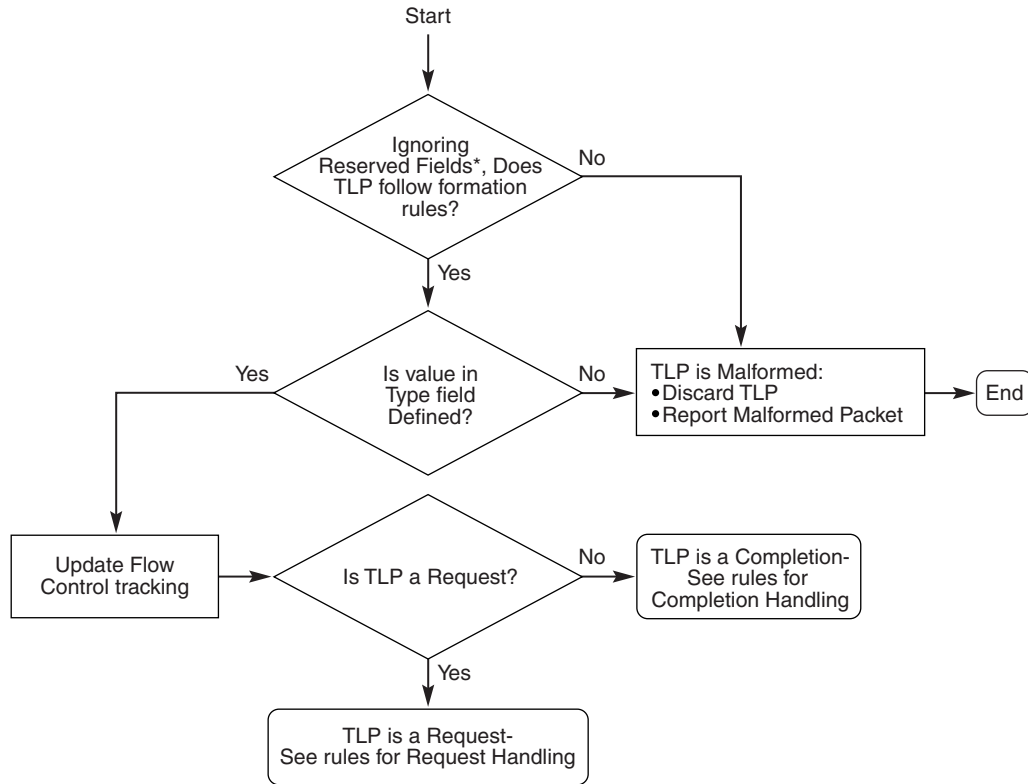 Start
Ignoring
Reserved Fields*, Does
TLP follow formation
rules?
No
Yes
Yes
Is value in
Type field
Defined?
No
TLP is Malformed:
•Discard TLP
•Report Malformed Packet
End
Update Flow
Control tracking
Is TLP a Request?
No
TLP is a Completion-
See rules for
Completion Handling
Yes
TLP is a Request-
See rules for Request Handling